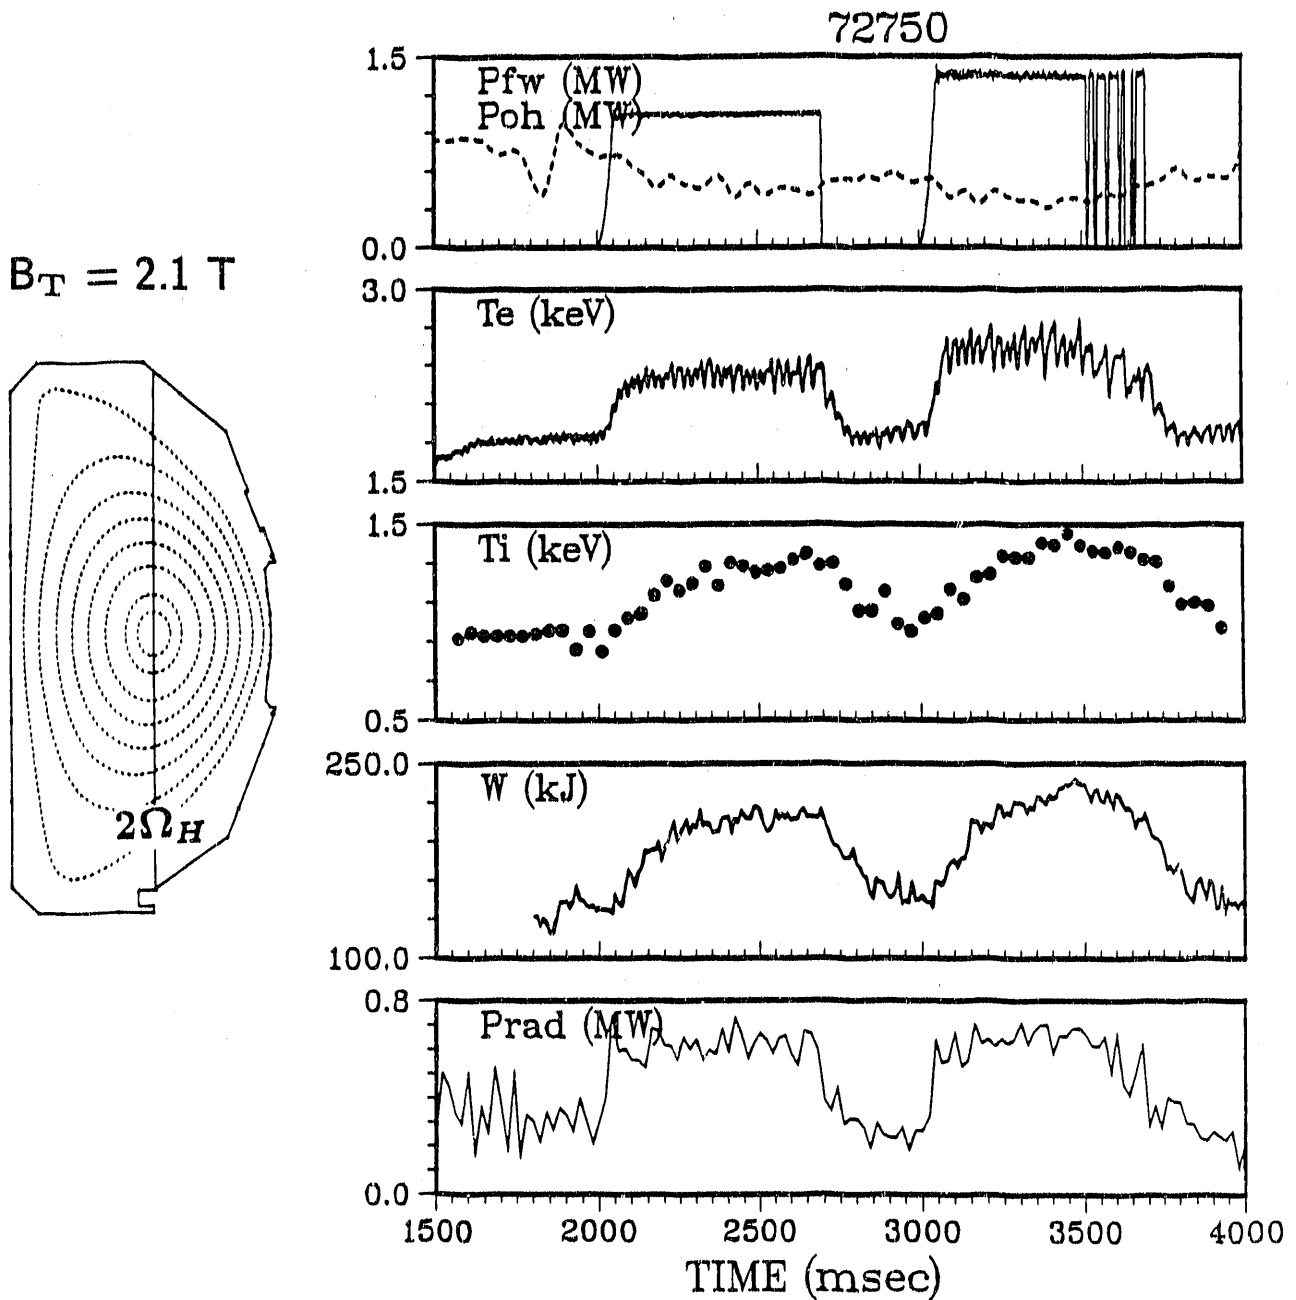 72750
B_T = 2.1 T
2Ω_H
1.5
Pfw (MW)
Poh (MW)
0.0
3.0
Te (keV)
1.5
1.5
Ti (keV)
0.5
250.0
W (kJ)
100.0
0.8
Prad (MW)
0.0
1500 2000 2500 3000 3500 4000
TIME (msec)